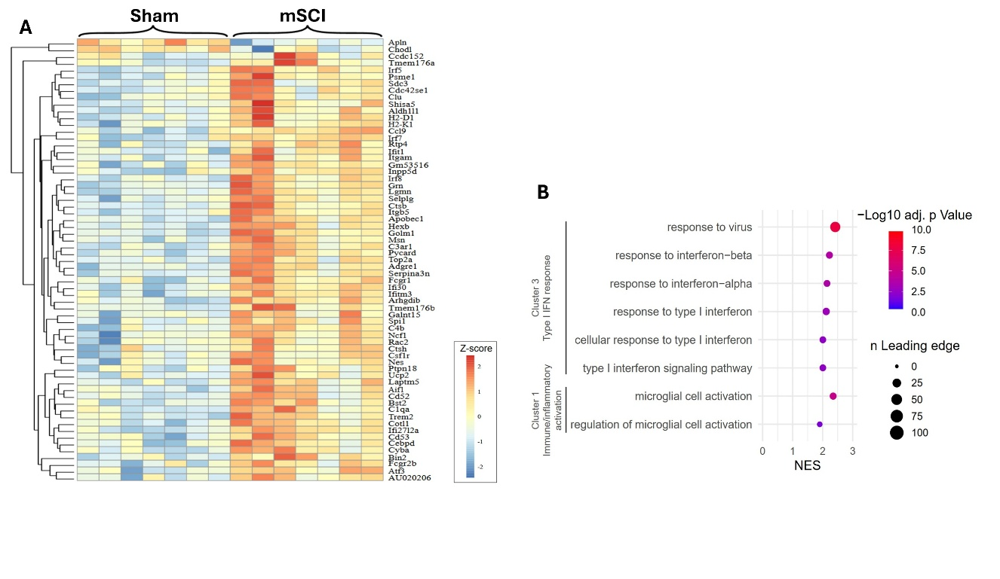 A
Sham
mSCI
Apln
Chodl
Ccdc152
Tmem176a
Irf5
Psme1
Sdc3
Cdc42se1
Clu
Shisa5
Aldh1l1
H2-D1
H2-K1
Ccl9
Irf7
Rtp4
Ifit1
Itgam
Gm53516
Inpp5d
Irf8
Grn
Lgmn
Selplg
Ctsb
Itgb5
Apobec1
Hexb
Golm1
Msn
C3ar1
Pycard
Top2a
Adgre1
Serpina3n
Fcgr1
Ifi30
Ifitm3
Arhgdib
Tmem176b
Galnt15
Spi1
C4b
Ncf1
Rac2
Ctsh
Csf1r
Nes
Ptpn18
Ucp2
Laptm5
Aif1
Cd52
Bst2
C1qa
Trem2
Cotl1
Ifi27l2a
Cd53
Cebpd
Cyba
Bin2
Fcgr2b
Atf3
AU020206
Z-score
2
1
0
-1
-2
B
Cluster 3
Type I IFN response
Cluster 1
Immune/inflammatory
activation
response to virus
response to interferon−beta
response to interferon−alpha
response to type I interferon
cellular response to type I interferon
type I interferon signaling pathway
microglial cell activation
regulation of microglial cell activation
0 1 2 3
NES
−Log10 adj. p Value
10.0
7.5
5.0
2.5
0.0
n Leading edge
0
25
50
75
100